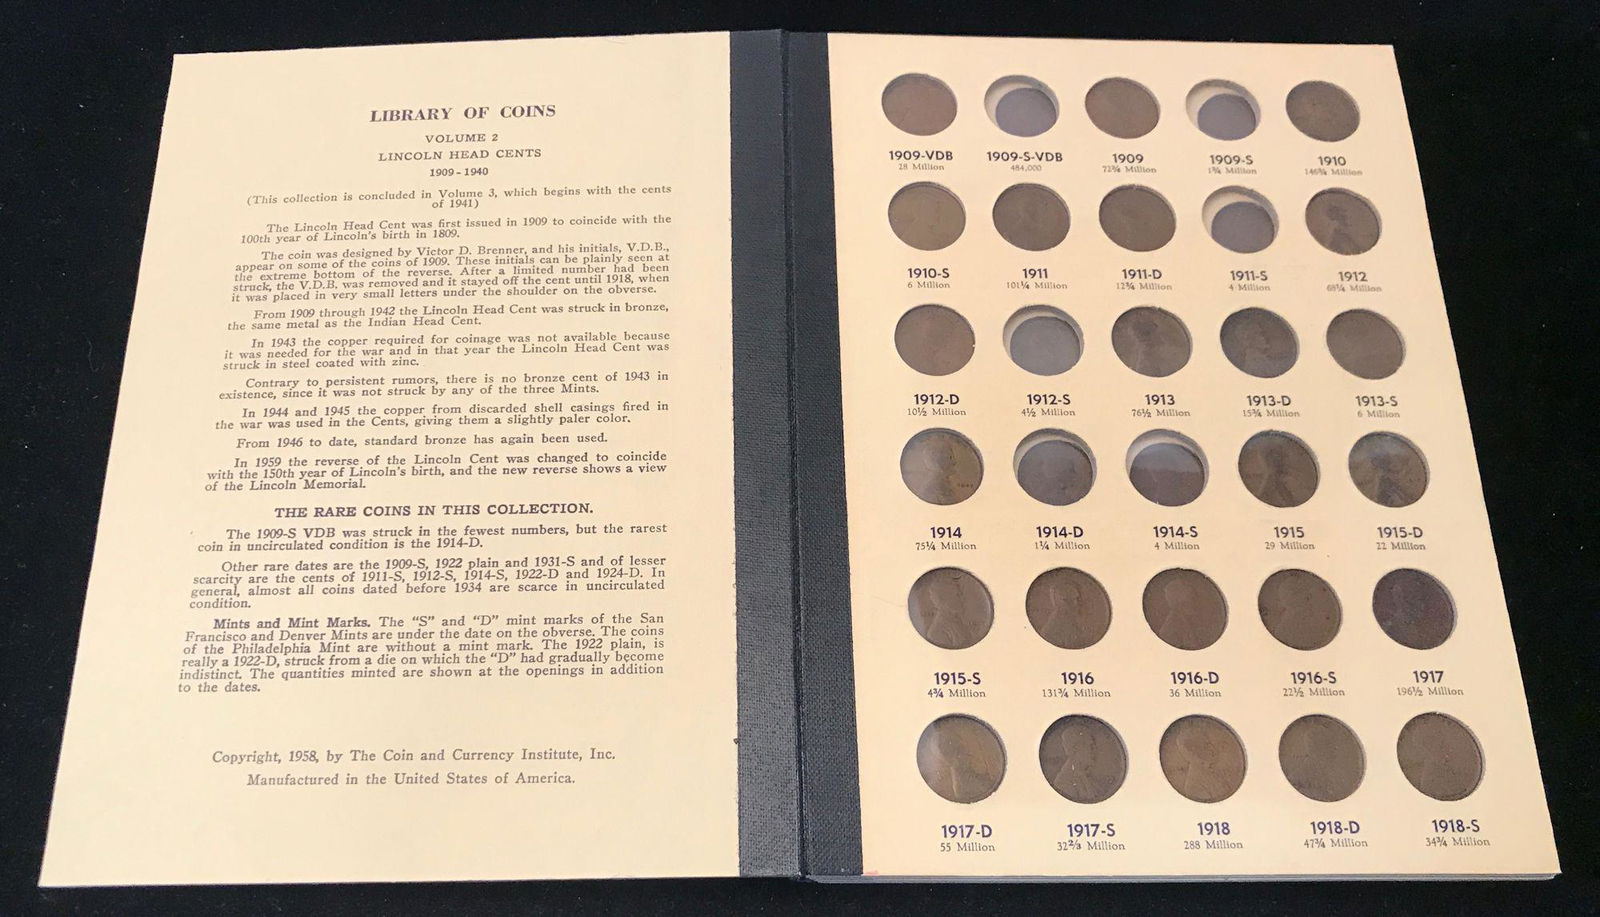 LIBRARY OF COINS
VOLUME 2
LINCOLN HEAD CENTS
1909-1940
(This collection is concluded in Volume 3, which begins with the cents
of 1941)
The Lincoln Head Cent was first issued in 1909 to coincide with the
100th year of Lincoln's birth in 1809.
The coin was designed by Victor D. Brenner, and his initials, V.D.B.,
appear on some of the coins of 1909. These initials can be plainly seen at
the extreme bottom of the reverse. After a limited number had been
struck, the V.D.B. was removed and it stayed off the cent until 1918, when
it was placed in very small letters under the shoulder on the obverse.
From 1909 through 1942 the Lincoln Head Cent was struck in bronze,
the same metal as the Indian Head Cent.
In 1943 the copper required for coinage was not available because
it was needed for the war and in that year the Lincoln Head Cent was
struck in steel coated with zinc.
Contrary to persistent rumors, there is no bronze cent of 1943 in
existence, since it was not struck by any of the three Mints.
In 1944 and 1945 the copper from discarded shell casings fired in
the war was used in the Cents, giving them a slightly paler color.
From 1946 to date, standard bronze has again been used.
In 1959 the reverse of the Lincoln Cent was changed to coincide
with the 150th year of Lincoln's birth, and the new reverse shows a view
of the Lincoln Memorial.
THE RARE COINS IN THIS COLLECTION.
The 1909-S VDB was struck in the fewest numbers, but the rarest
coin in uncirculated condition is the 1914-D.
Other rare dates are the 1909-S, 1922 plain and 1931-S and of lesser
scarcity are the cents of 1911-S, 1912-S, 1914-S, 1922-D and 1924-D. In
general, almost all coins dated before 1934 are scarce in uncirculated
condition.
Mints and Mint Marks. The "S" and "D" mint marks of the San
Francisco and Denver Mints are under the date on the obverse. The coins
of the Philadelphia Mint are without a mint mark. The 1922 plain, is
really a 1922-D, struck from a die on which the "D" had gradually become
indistinct. The quantities minted are shown at the openings in addition
to the dates.
Copyright, 1958, by The Coin and Currency Institute, Inc.
Manufactured in the United States of America.
1909-VDB 1909-S-VDB 1909 1909-S 1910
28 Million 484,000 72¾ Million 1¾ Million 146¾ Million
1910-S 1911 1911-D 1911-S 1912
6 Million 101¼ Million 12¾ Million 4 Million 68¼ Million
1912-D 1912-S 1913 1913-D 1913-S
10½ Million 4½ Million 76½ Million 15¾ Million 6 Million
1914 1914-D 1914-S 1915 1915-D
75¼ Million 1¼ Million 4 Million 29 Million 22 Million
1915-S 1916 1916-D 1916-S 1917
4¾ Million 131¾ Million 36 Million 22½ Million 196½ Million
1917-D 1917-S 1918 1918-D 1918-S
55 Million 32⅔ Million 288 Million 47¾ Million 34¾ Million